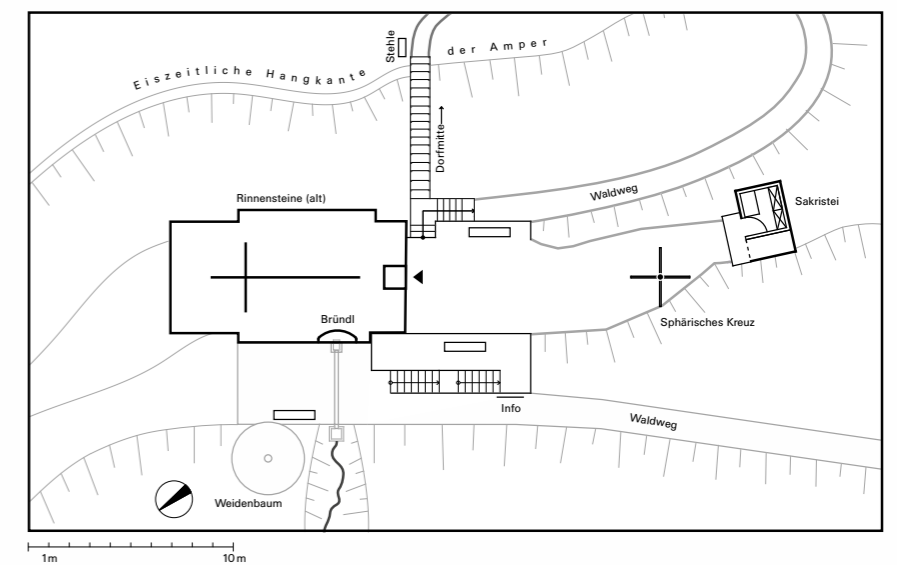 Stehle
Eiszeitliche Hangkante der Amper
Dorfmitte
Waldweg
Rinnensteine (alt)
Sakristei
Bründl
Sphärisches Kreuz
Info
Waldweg
Weidenbaum
1m 10m